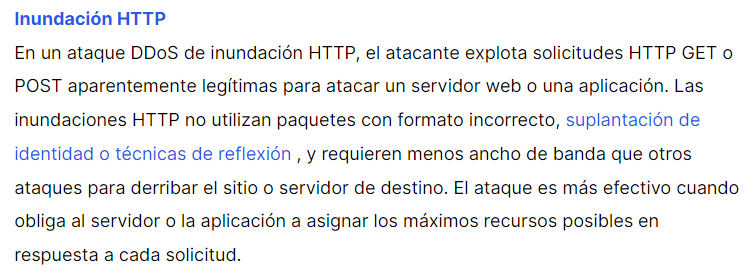 Inundación HTTP
En un ataque DDoS de inundación HTTP, el atacante explota solicitudes HTTP GET o
POST aparentemente legítimas para atacar un servidor web o una aplicación. Las
inundaciones HTTP no utilizan paquetes con formato incorrecto, suplantación de
identidad o técnicas de reflexión , y requieren menos ancho de banda que otros
ataques para derribar el sitio o servidor de destino. El ataque es más efectivo cuando
obliga al servidor o la aplicación a asignar los máximos recursos posibles en
respuesta a cada solicitud.